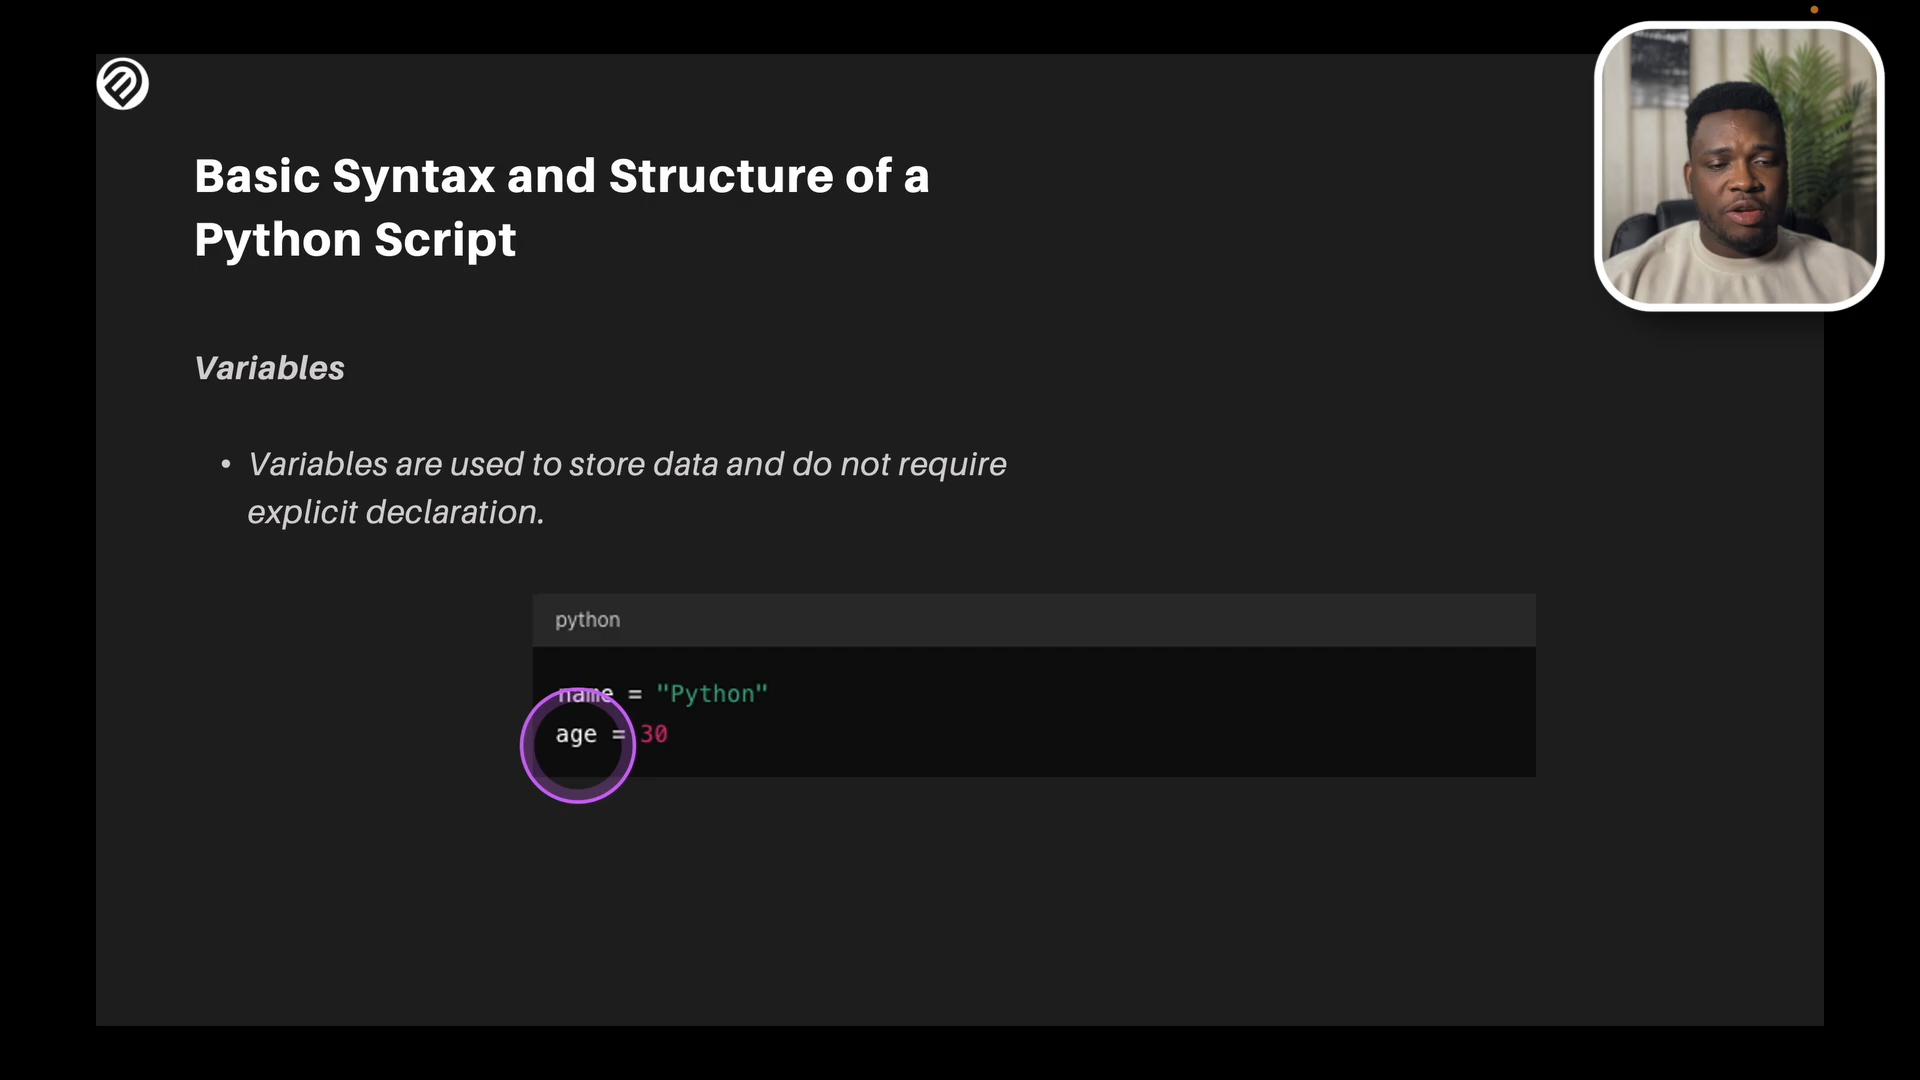 Basic Syntax and Structure of a
Python Script
Variables
• Variables are used to store data and do not require
explicit declaration.
python
name = "Python"
age = 30